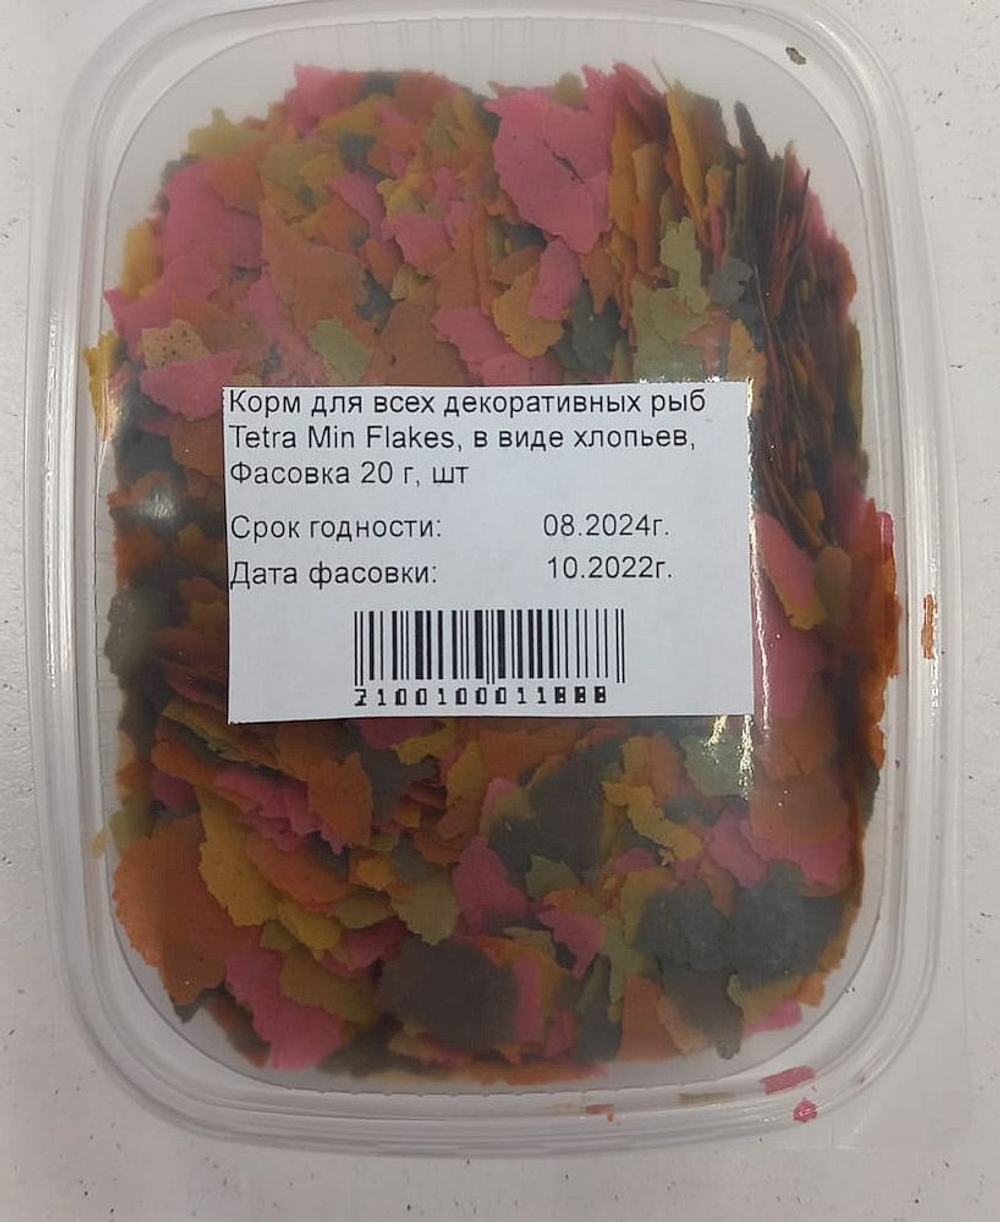 Корм для всех декоративных рыб
Tetra Min Flakes, в виде хлопьев,
Фасовка 20 г, шт
Срок годности: 08.2024г.
Дата фасовки: 10.2022г.
2100100011888